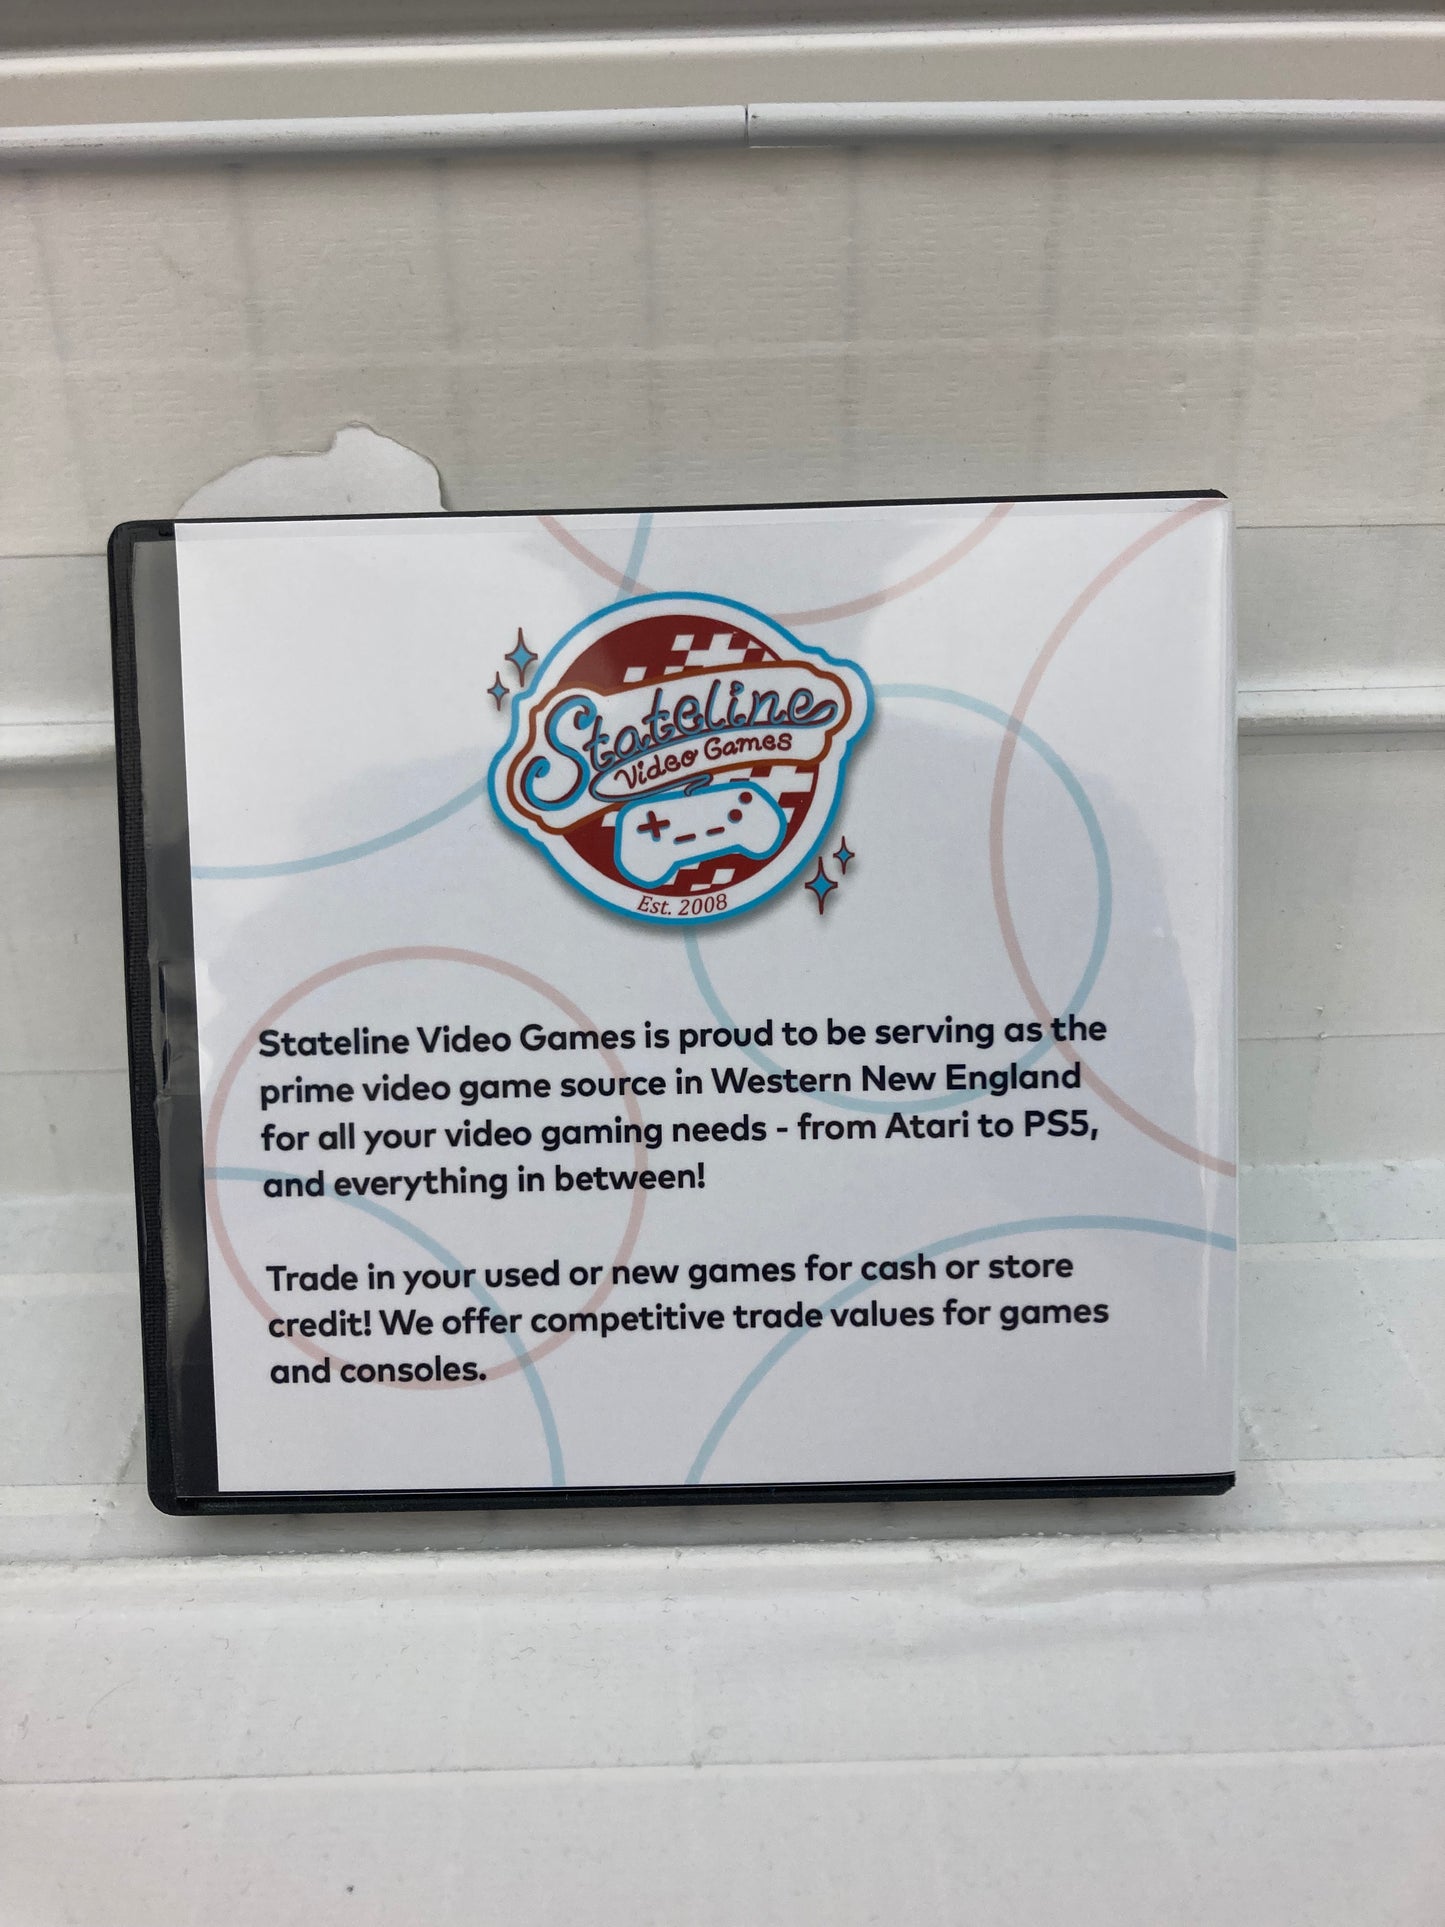 Stateline
Video Games
Est. 2008
Stateline Video Games is proud to be serving as the
prime video game source in Western New England
for all your video gaming needs - from Atari to PS5,
and everything in between!
Trade in your used or new games for cash or store
credit! We offer competitive trade values for games
and consoles.